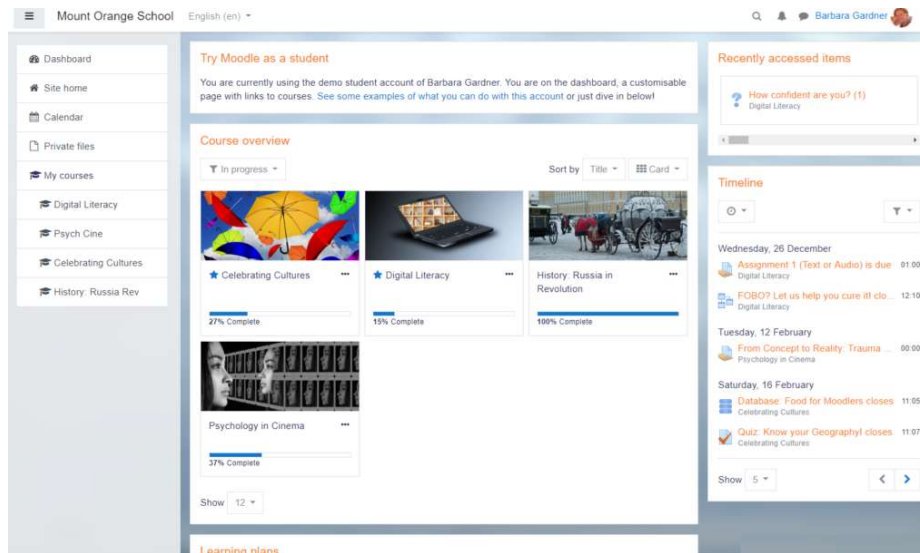 Mount Orange School English (en)
Barbara Gardner
Dashboard
Site home
Calendar
Private files
My courses
Digital Literacy
Psych Cine
Celebrating Cultures
History: Russia Rev
Try Moodle as a student
You are currently using the demo student account of Barbara Gardner. You are on the dashboard, a customisable
page with links to courses. See some examples of what you can do with this account or just dive in below!
Course overview
In progress
Sort by Title Card
Celebrating Cultures
27% Complete
Digital Literacy
15% Complete
History: Russia in
Revolution
100% Complete
Psychology in Cinema
37% Complete
Show 12
Learning plans
Recently accessed items
How confident are you? (1)
Digital Literacy
Timeline
Wednesday, 26 December
Assignment 1 (Text or Audio) is due 01:00
Digital Literacy
FOBO? Let us help you cure it! clo... 12:10
Digital Literacy
Tuesday, 12 February
From Concept to Reality: Trauma ... 00:00
Psychology in Cinema
Saturday, 16 February
Database: Food for Moodlers closes 11:05
Celebrating Cultures
Quiz: Know your Geography! closes 11:07
Celebrating Cultures
Show 5